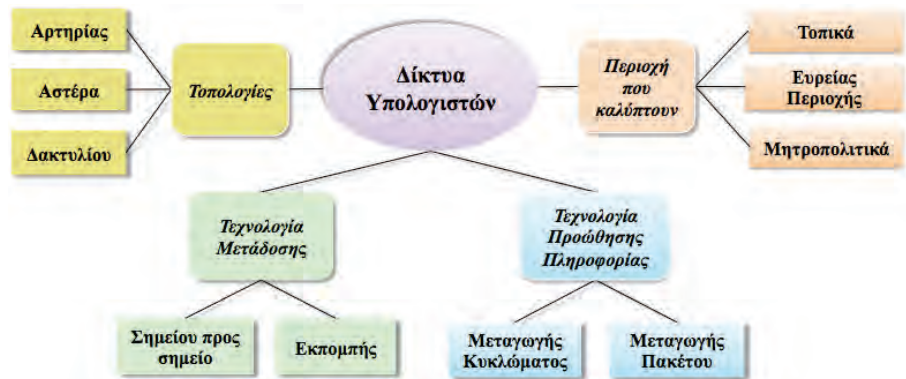 Αρτηρίας
Αστέρα
Δακτυλίου
Τοπολογίες
Δίκτυα
Υπολογιστών
Περιοχή
που
καλύπτουν
Τοπικά
Ευρείας
Περιοχής
Μητροπολιτικά
Τεχνολογία
Μετάδοσης
Τεχνολογία
Προώθησης
Πληροφορίας
Σημείου προς
σημείο
Εκπομπής
Μεταγωγής
Κυκλώματος
Μεταγωγής
Πακέτου